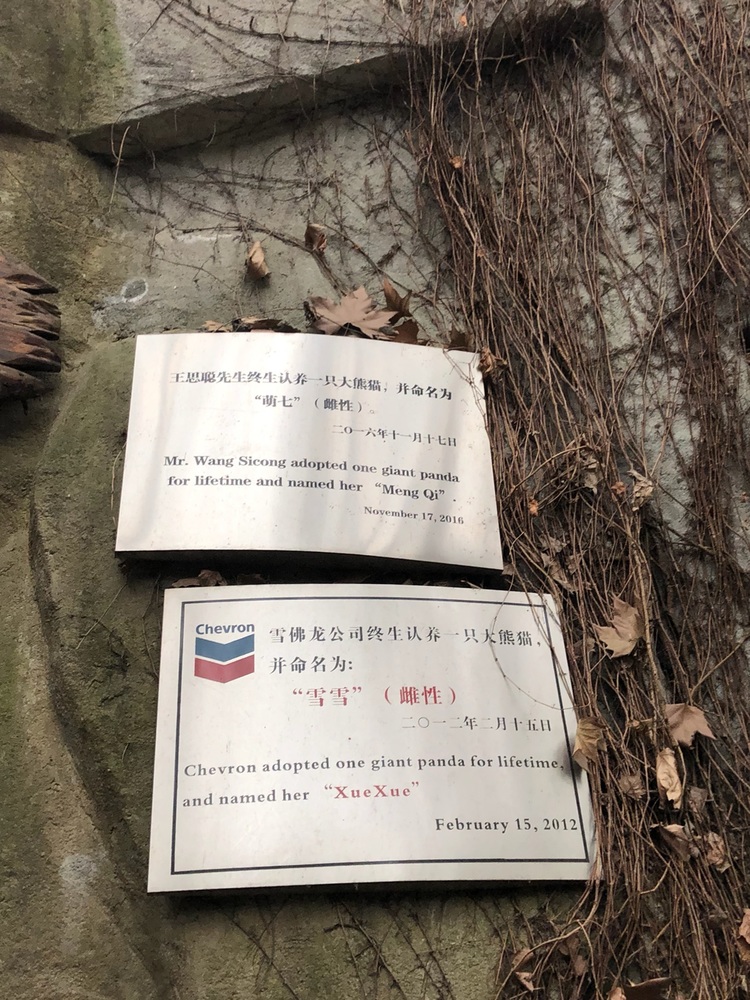 王思聪先生终生认养一只大熊猫，并命名为
“萌七”（雌性）。
二〇一六年十一月十七日
Mr. Wang Sicong adopted one giant panda
for lifetime and named her “Meng Qi”.
November 17, 2016
Chevron
雪佛龙公司终生认养一只大熊猫，
并命名为:
“雪雪”（雌性）
二〇一二年二月十五日
Chevron adopted one giant panda for lifetime,
and named her “XueXue”
February 15, 2012